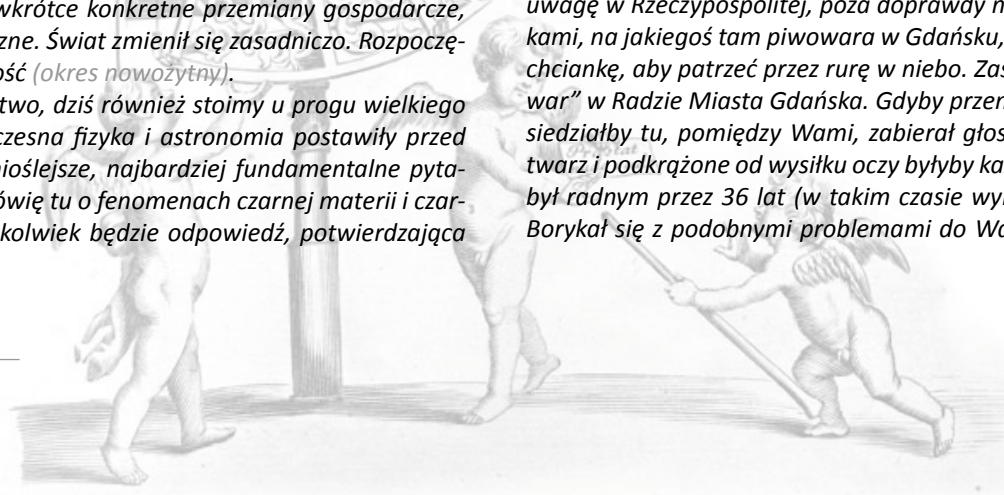 wkrótce konkretne przemiany gospodarcze,
zne. Świat zmienił się zasadniczo. Rozpoczę-
ość (okres nowożytny).
two, dziś również stoimy u progu wielkiego
czesna fizyka i astronomia postawiły przed
nioślejsze, najbardziej fundamentalne pyta-
ówię tu o fenomenach czarnej materii i czar-
kolwiek będzie odpowiedź, potwierdzająca
uwagę w Rzeczypospolitej, poza doprawdy n
kami, na jakiegoś tam piwowara w Gdańsku,
chciankę, aby patrzeć przez rurę w niebo. Zas
war” w Radzie Miasta Gdańska. Gdyby przen
siedziałby tu, pomiędzy Wami, zabierał głos
twarz i podkrążone od wysiłku oczy byłyby ka
był radnym przez 36 lat (w takim czasie wyk
Borykał się z podobnymi problemami do Wa